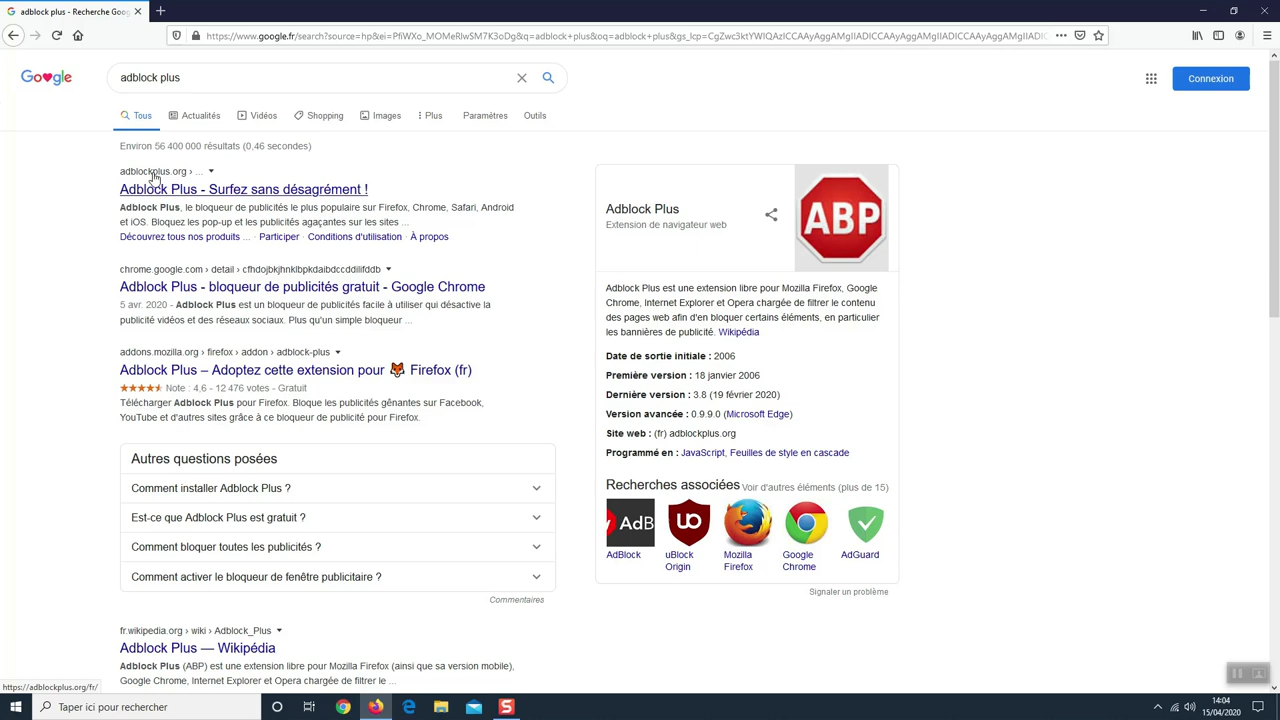 adblock plus - Recherche Goog
https://www.google.fr/search?source=hp&ei=PfiWXo_MOMeRlwSM7K3oDg&q=adblock+plus&oq=adblock+plus&gs_lcp=
Google
adblock plus
Connexion
Tous Actualités Vidéos Shopping Images Plus Paramètres Outils
Environ 56 400 000 résultats (0,46 secondes)
adblockplus.org › ...
Adblock Plus - Surfez sans désagrément !
Adblock Plus, le bloqueur de publicités le plus populaire sur Firefox, Chrome, Safari, Android
et iOS. Bloquez les pop-up et les publicités agaçantes sur les sites ...
Découvrez tous nos produits ... · Participer · Conditions d'utilisation · À propos
chrome.google.com › detail › cfhdojbkjhnklbpkdaibdccddilifddb
Adblock Plus - bloqueur de publicités gratuit - Google Chrome
5 avr. 2020 - Adblock Plus est un bloqueur de publicités facile à utiliser qui désactive la
publicité vidéos et des réseaux sociaux. Plus qu'un simple bloqueur ...
addons.mozilla.org › firefox › addon › adblock-plus
Adblock Plus – Adoptez cette extension pour 🦊 Firefox (fr)
Note : 4,6 - 12 476 votes - Gratuit
Télécharger Adblock Plus pour Firefox. Bloque les publicités gênantes sur Facebook,
YouTube et d'autres sites grâce à ce bloqueur de publicité pour Firefox.
Autres questions posées
Comment installer Adblock Plus ?
Est-ce que Adblock Plus est gratuit ?
Comment bloquer toutes les publicités ?
Comment activer le bloqueur de fenêtre publicitaire ?
Commentaires
fr.wikipedia.org › wiki › Adblock_Plus
Adblock Plus — Wikipédia
Adblock Plus (ABP) est une extension libre pour Mozilla Firefox (ainsi que sa version mobile),
Google Chrome, Internet Explorer et Opera chargée de filtrer le ...
Adblock Plus
Extension de navigateur web
ABP
Adblock Plus est une extension libre pour Mozilla Firefox, Google
Chrome, Internet Explorer et Opera chargée de filtrer le contenu
des pages web afin d'en bloquer certains éléments, en particulier
les bannières de publicité. Wikipédia
Date de sortie initiale : 2006
Première version : 18 janvier 2006
Dernière version : 3.8 (19 février 2020)
Version avancée : 0.9.9.0 (Microsoft Edge)
Site web : (fr) adblockplus.org
Programmé en : JavaScript, Feuilles de style en cascade
Recherches associées Voir d'autres éléments (plus de 15)
AdB
AdBlock
uBlock
Origin
Mozilla
Firefox
Google
Chrome
AdGuard
Signaler un problème
https://adblockplus.org/fr/
Taper ici pour rechercher
14:04
15/04/2020